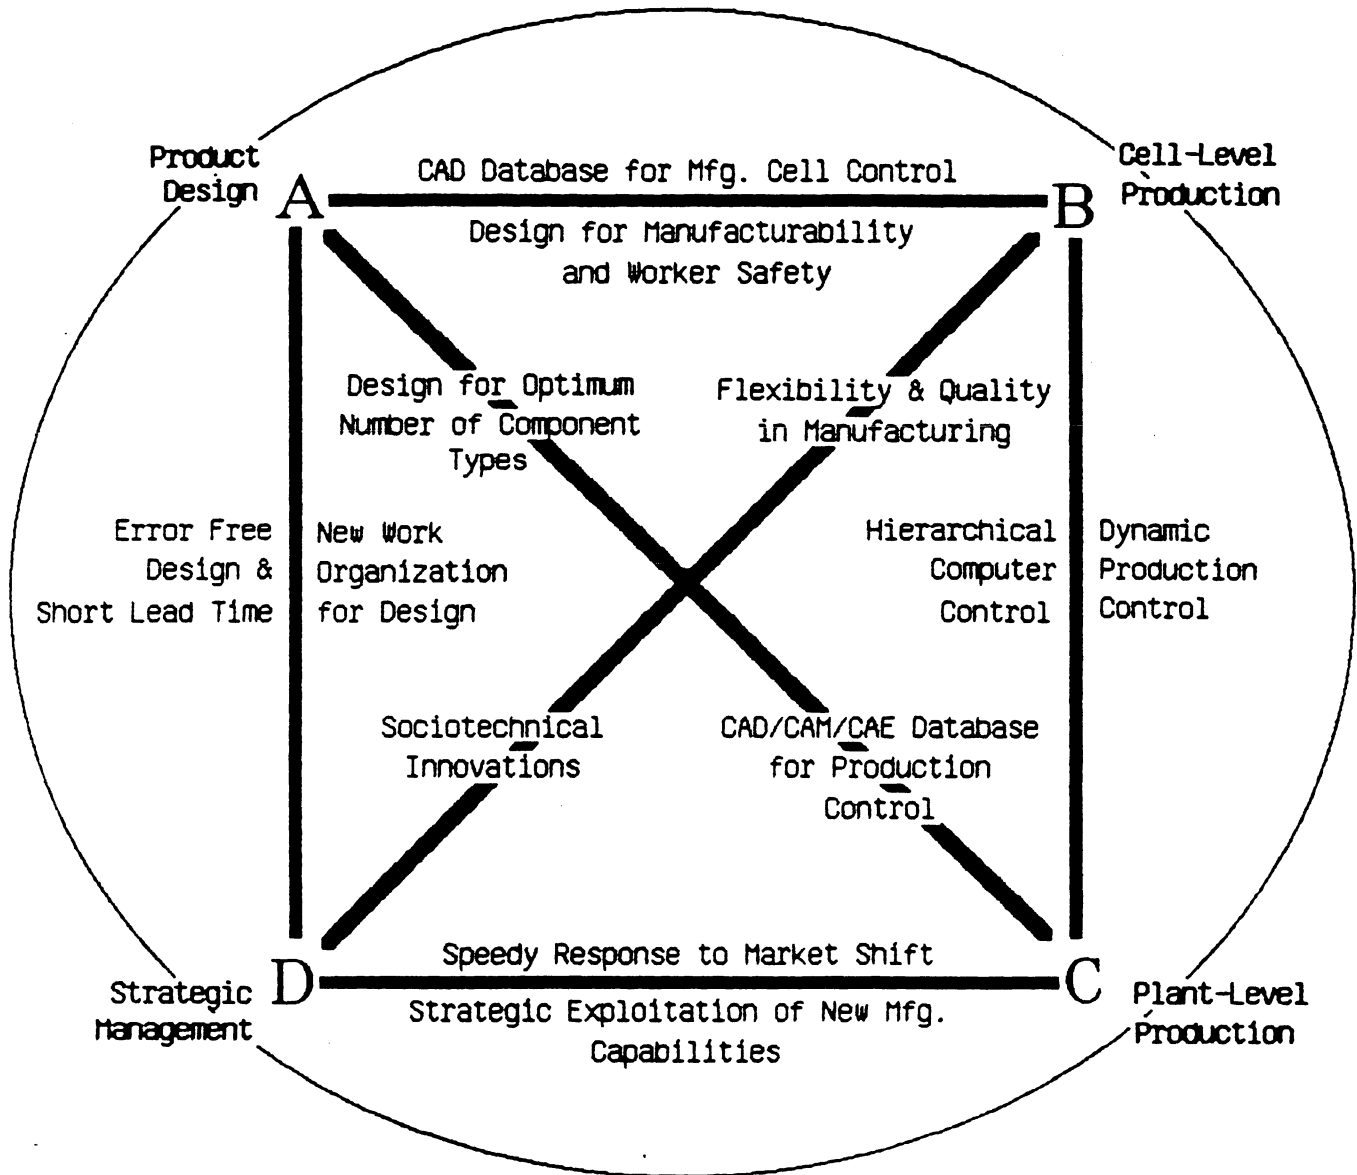 Product
Design
A
CAD Database for Mfg. Cell Control
B
Cell-Level
Production
Design for Manufacturability
and Worker Safety
Design for Optimum
Number of Component
Types
Flexibility & Quality
in Manufacturing
Error Free
Design &
Short Lead Time
New Work
Organization
for Design
Hierarchical
Computer
Control
Dynamic
Production
Control
Sociotechnical
Innovations
CAD/CAM/CAE Database
for Production
Control
Strategic
Management
D
Speedy Response to Market Shift
C
Plant-Level
Production
Strategic Exploitation of New Mfg.
Capabilities